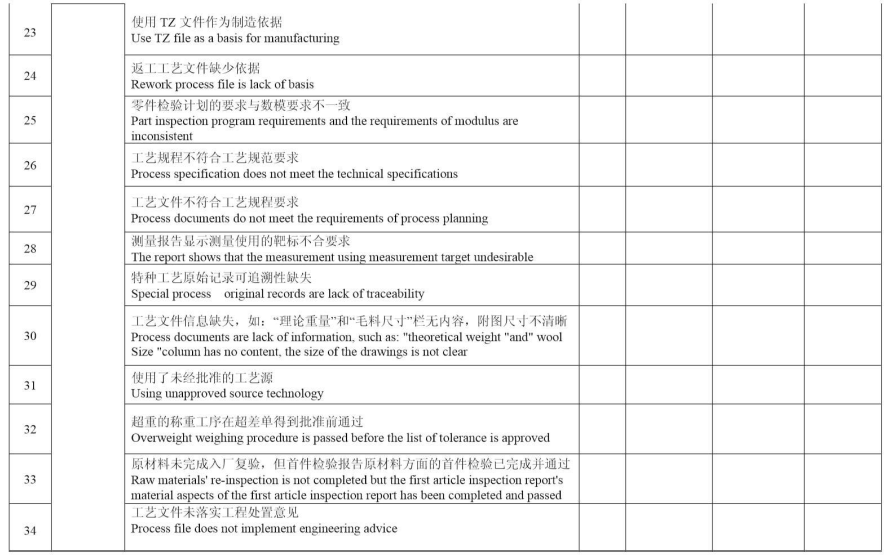 23
使用 TZ 文件作为制造依据
Use TZ file as a basis for manufacturing
24
返工工艺文件缺少依据
Rework process file is lack of basis
25
零件检验计划的要求与数模要求不一致
Part inspection program requirements and the requirements of modulus are
inconsistent
26
工艺规程不符合工艺规范要求
Process specification does not meet the technical specifications
27
工艺文件不符合工艺规程要求
Process documents do not meet the requirements of process planning
28
测量报告显示测量使用的靶标不合要求
The report shows that the measurement using measurement target undesirable
29
特种工艺原始记录可追溯性缺失
Special process original records are lack of traceability
30
工艺文件信息缺失，如：“理论重量”和“毛料尺寸”栏无内容，附图尺寸不清晰
Process documents are lack of information, such as: "theoretical weight "and" wool
Size "column has no content, the size of the drawings is not clear
31
使用了未经批准的工艺源
Using unapproved source technology
32
超重的称重工序在超差单得到批准前通过
Overweight weighing procedure is passed before the list of tolerance is approved
33
原材料未完成入厂复验，但首件检验报告原材料方面的首件检验已完成并通过
Raw materials' re-inspection is not completed but the first article inspection report's
material aspects of the first article inspection report has been completed and passed
34
工艺文件未落实工程处置意见
Process file does not implement engineering advice